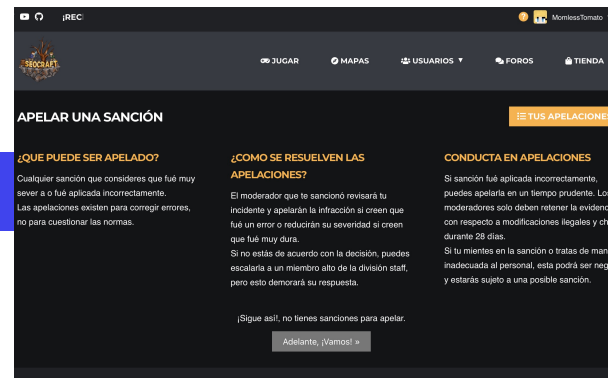 ¡REC
MomlessTomato
SEOCRAFT
JUGAR
MAPAS
USUARIOS
FOROS
TIENDA
APELAR UNA SANCIÓN
TUS APELACIONES
¿QUE PUEDE SER APELADO?
Cualquier sanción que consideres que fué muy
sever a o fué aplicada incorrectamente.
Las apelaciones existen para corregir errores,
no para cuestionar las normas.
¿COMO SE RESUELVEN LAS
APELACIONES?
El moderador que te sancionó revisará tu
incidente y apelarán la infracción si creen que
fué un error o reducirán su severidad si creen
que fué muy dura.
Si no estás de acuerdo con la decisión, puedes
escalarla a un miembro alto de la división staff,
pero esto demorará su respuesta.
CONDUCTA EN APELACIONES
Si sanción fué aplicada incorrectamente,
puedes apelarla en un tiempo prudente. Los
moderadores solo deben retener la evidenc
con respecto a modificaciones ilegales y ch
durante 28 días.
Si tu mientes en la sanción o tratas de man
inadecuada al personal, esta podrá ser neg
y estarás sujeto a una posible sanción.
¡Sigue así!, no tienes sanciones para apelar.
Adelante, ¡Vamos! »